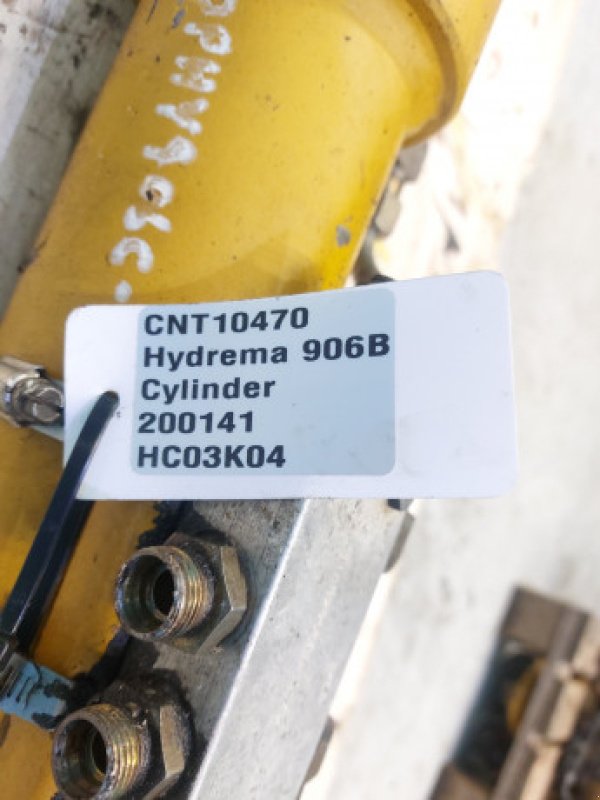 CNT10470
Hydrema 906B
Cylinder
200141
HC03K04